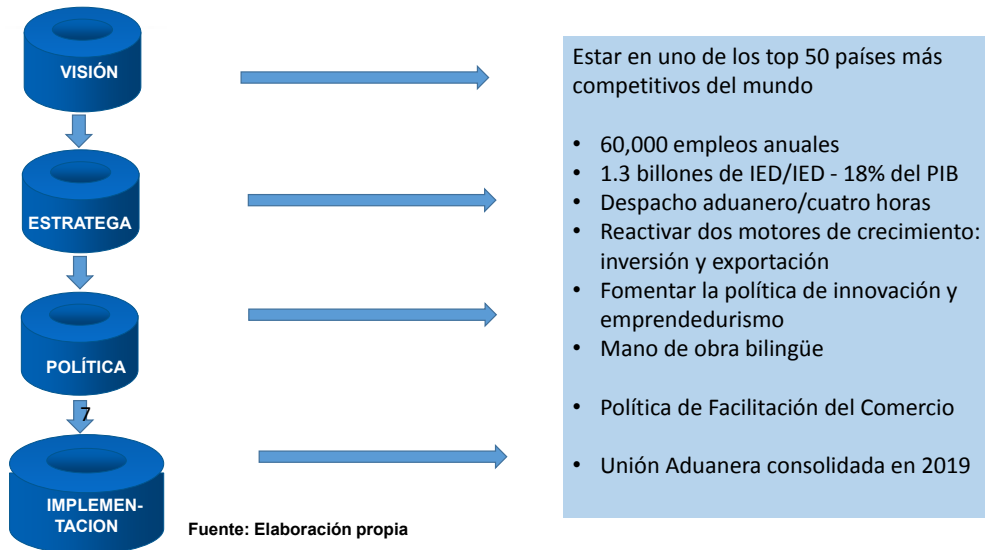 VISIÓN
ESTRATEGA
POLÍTICA
7
IMPLEMEN-
TACION
Fuente: Elaboración propia
Estar en uno de los top 50 países más
competitivos del mundo
• 60,000 empleos anuales
• 1.3 billones de IED/IED - 18% del PIB
• Despacho aduanero/cuatro horas
• Reactivar dos motores de crecimiento:
inversión y exportación
• Fomentar la política de innovación y
emprendedurismo
• Mano de obra bilingüe
• Política de Facilitación del Comercio
• Unión Aduanera consolidada en 2019